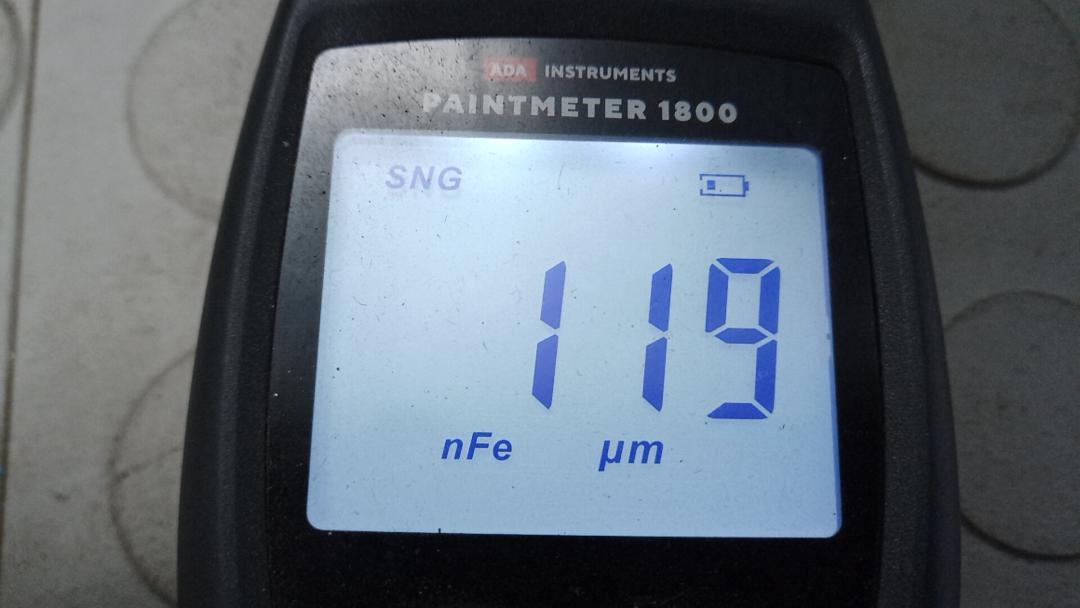 ADA INSTRUMENTS
PAINTMETER 1800
SNG
119
nFe μm